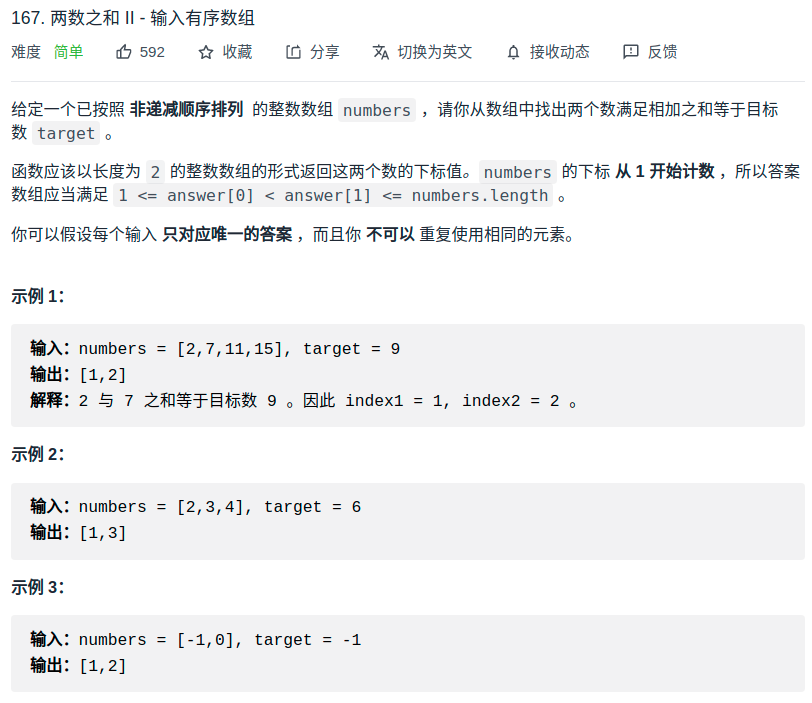 167. 两数之和 II - 输入有序数组
难度 简单 592 收藏 分享 切换为英文 接收动态 反馈
给定一个已按照 非递减顺序排列 的整数数组 numbers ，请你从数组中找出两个数满足相加之和等于目标
数 target 。
函数应该以长度为 2 的整数数组的形式返回这两个数的下标值。numbers 的下标 从 1 开始计数 ，所以答案
数组应当满足 1 <= answer[0] < answer[1] <= numbers.length 。
你可以假设每个输入 只对应唯一的答案 ，而且你 不可以 重复使用相同的元素。
示例 1：
输入：numbers = [2,7,11,15], target = 9
输出：[1,2]
解释：2 与 7 之和等于目标数 9 。因此 index1 = 1, index2 = 2 。
示例 2：
输入：numbers = [2,3,4], target = 6
输出：[1,3]
示例 3：
输入：numbers = [-1,0], target = -1
输出：[1,2]